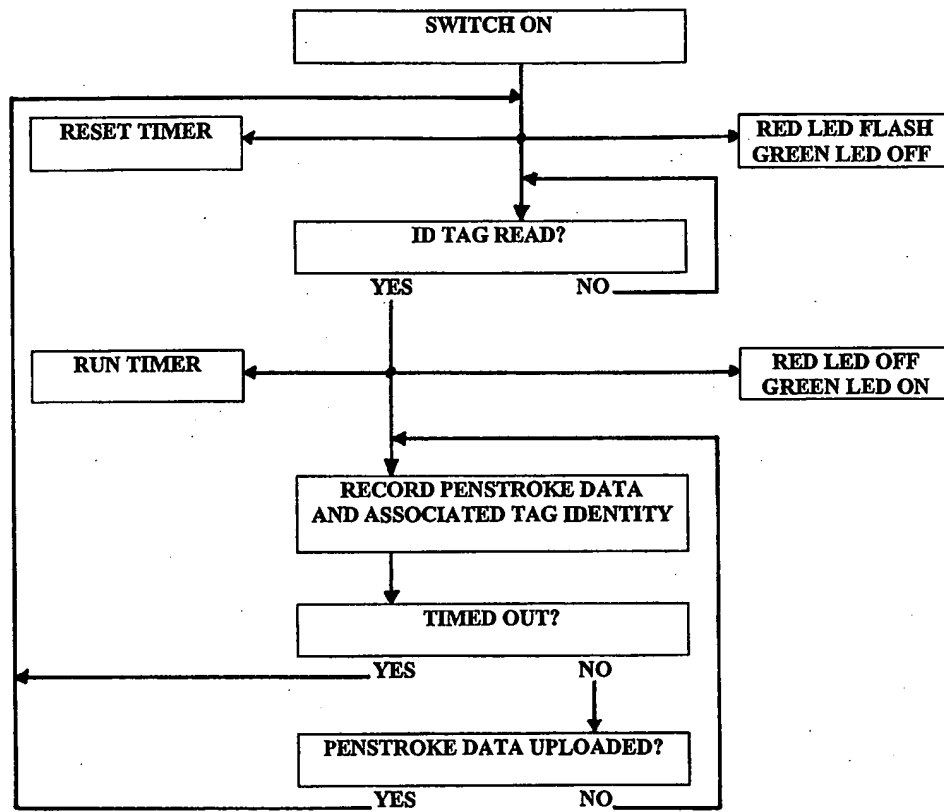 SWITCH ON
RESET TIMER
RED LED FLASH
GREEN LED OFF
ID TAG READ?
YES
NO
RUN TIMER
RED LED OFF
GREEN LED ON
RECORD PENSTROKE DATA
AND ASSOCIATED TAG IDENTITY
TIMED OUT?
YES
NO
PENSTROKE DATA UPLOADED?
YES
NO